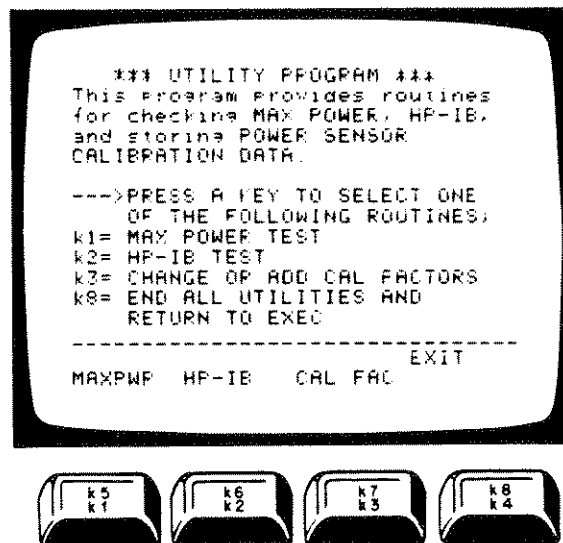 *** UTILITY PROGRAM ***
This program provides routines
for checking MAX POWER, HP-IB,
and storing POWER SENSOR
CALIBRATION DATA.
--->PRESS A KEY TO SELECT ONE
OF THE FOLLOWING ROUTINES;
k1= MAX POWER TEST
k2= HP-IB TEST
k3= CHANGE OR ADD CAL FACTORS
k8= END ALL UTILITIES AND
RETURN TO EXEC
--------------------------------
EXIT
MAXPWR HP-IB CAL FAC
k5 k6 k7 k8
k1 k2 k3 k4